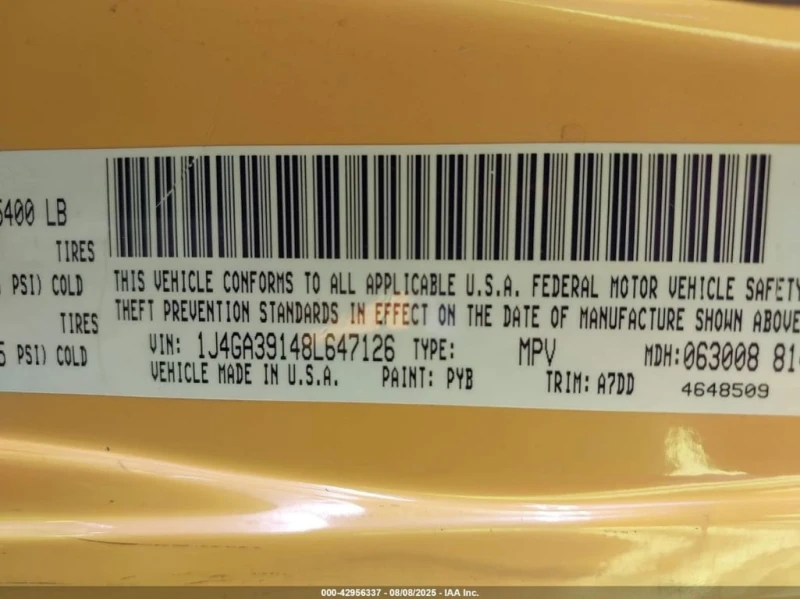 5400 LB
TIRES
PSI) COLD
TIRES
5 PSI) COLD
THIS VEHICLE CONFORMS TO ALL APPLICABLE U.S.A. FEDERAL MOTOR VEHICLE SAFETY
THEFT PREVENTION STANDARDS IN EFFECT ON THE DATE OF MANUFACTURE SHOWN ABOVE
VIN: 1J4GA39148L647126 TYPE: MPV MDH:063008 81
VEHICLE MADE IN U.S.A. PAINT: PYB TRIM: A7DD 4648509
000-42956337 - 08/08/2025 - IAA Inc.